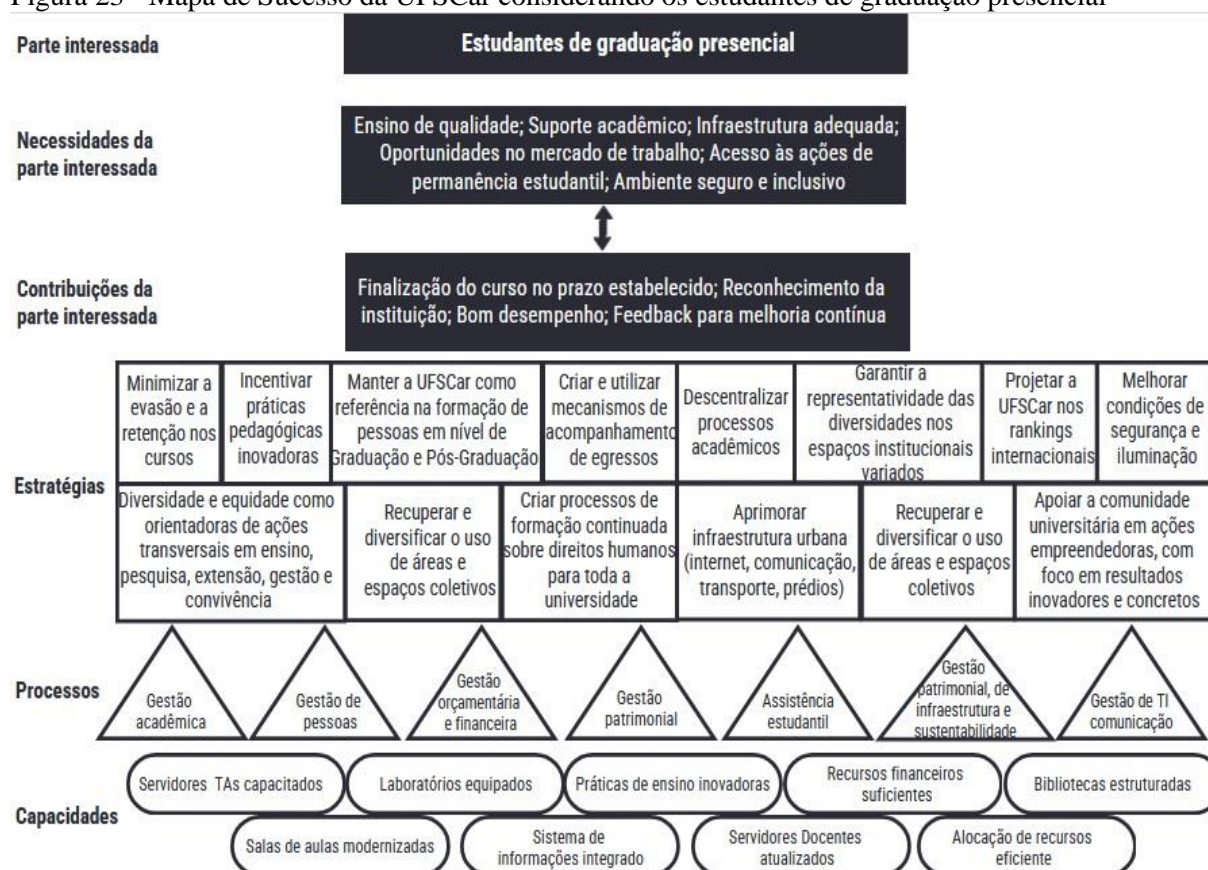 Figura 23 - Mapa de Sucesso da UFSCar considerando os estudantes de graduação presencial
Parte interessada
Estudantes de graduação presencial
Necessidades da
parte interessada
Ensino de qualidade; Suporte acadêmico; Infraestrutura adequada;
Oportunidades no mercado de trabalho; Acesso às ações de
permanência estudantil; Ambiente seguro e inclusivo
Contribuições da
parte interessada
Finalização do curso no prazo estabelecido; Reconhecimento da
instituição; Bom desempenho; Feedback para melhoria contínua
Estratégias
Minimizar a
evasão e a
retenção nos
cursos
Incentivar
práticas
pedagógicas
inovadoras
Manter a UFSCar como
referência na formação de
pessoas em nível de
Graduação e Pós-Graduação
Criar e utilizar
mecanismos de
acompanhamento
de egressos
Descentralizar
processos
acadêmicos
Garantir a
representatividade das
diversidades nos
espaços institucionais
variados
Projetar a
UFSCar nos
rankings
internacionais
Melhorar
condições de
segurança e
iluminação
Diversidade e equidade como
orientadoras de ações
transversais em ensino,
pesquisa, extensão, gestão e
convivência
Recuperar e
diversificar o uso
de áreas e
espaços coletivos
Criar processos de
formação continuada
sobre direitos humanos
para toda a
universidade
Aprimorar
infraestrutura urbana
(internet, comunicação,
transporte, prédios)
Recuperar e
diversificar o uso
de áreas e espaços
coletivos
Apoiar a comunidade
universitária em ações
empreendedoras, com
foco em resultados
inovadores e concretos
Processos
Gestão
acadêmica
Gestão de
pessoas
Gestão
orçamentária
e financeira
Gestão
patrimonial
Assistência
estudantil
Gestão
patrimonial, de
infraestrutura e
sustentabilidade
Gestão de TI
comunicação
Capacidades
Servidores TAs capacitados
Laboratórios equipados
Práticas de ensino inovadoras
Recursos financeiros
suficientes
Bibliotecas estruturadas
Salas de aulas modernizadas
Sistema de
informações integrado
Servidores Docentes
atualizados
Alocação de recursos
eficiente